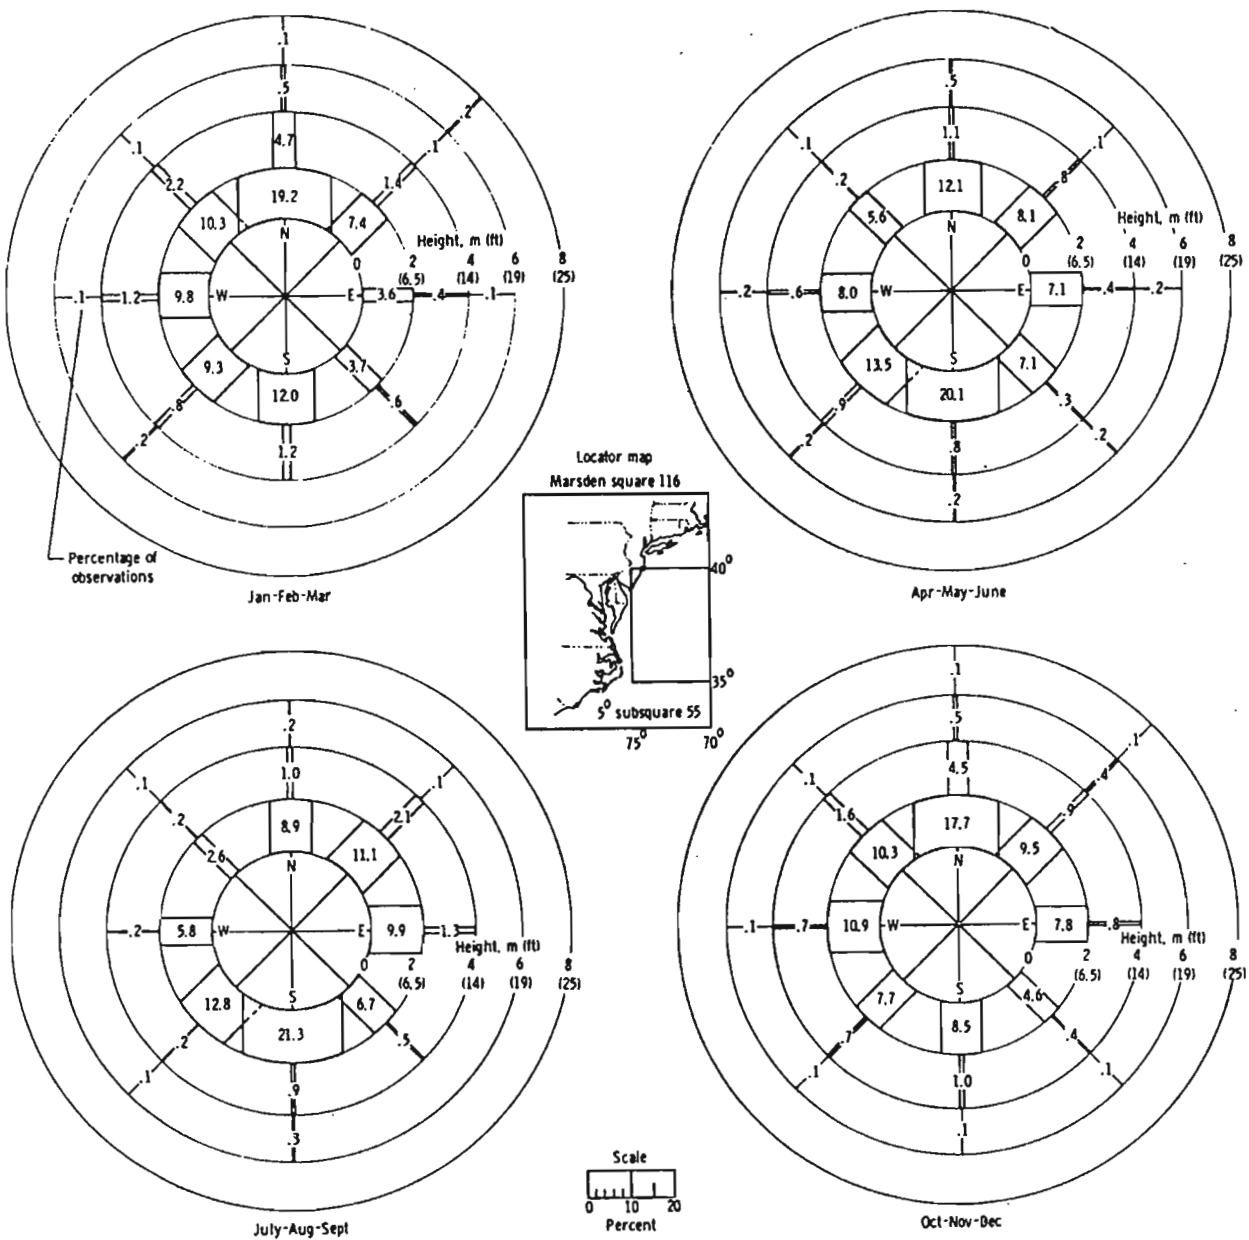 .1
.5
4.7
19.2
N
.2
.1
1.4
7.4
.1
2.2
10.3
Height, m (ft)
0 2 4 6 8
(6.5) (14) (19) (25)
.1 1.2 9.8 W E 3.6 .4 .1
9.3
.8
.2
S
12.0
1.2
3.7
.6
Percentage of
observations
Jan-Feb-Mar
.5
1.1
12.1
N
.1
.8
8.1
.1
.2
5.6
Height, m (ft)
0 2 4 6 8
(6.5) (14) (19) (25)
.2 .6 8.0 W E 7.1 .4 .2
13.5
.9
.2
20.1
.8
.2
7.1
.3
.2
Apr-May-June
Locator map
Marsden square 116
40°
35°
5° subsquare 55
75° 70°
.2
1.0
8.9
N
.1
2.1
11.1
.1
.2
2.6
.2 5.8 W E 9.9 1.3
Height, m (ft)
0 2 4 6 8
(6.5) (14) (19) (25)
12.8
.2
.1
S
21.3
.9
.3
6.7
.5
July-Aug-Sept
.1
.5
4.5
17.7
N
.1
.4
.9
9.5
.1
1.6
10.3
.1 .7 10.9 W E 7.8 .8
Height, m (ft)
0 2 4 6 8
(6.5) (14) (19) (25)
7.7
.7
.1
S
8.5
1.0
.1
4.6
.4
.1
Oct-Nov-Dec
Scale
0 10 20
Percent